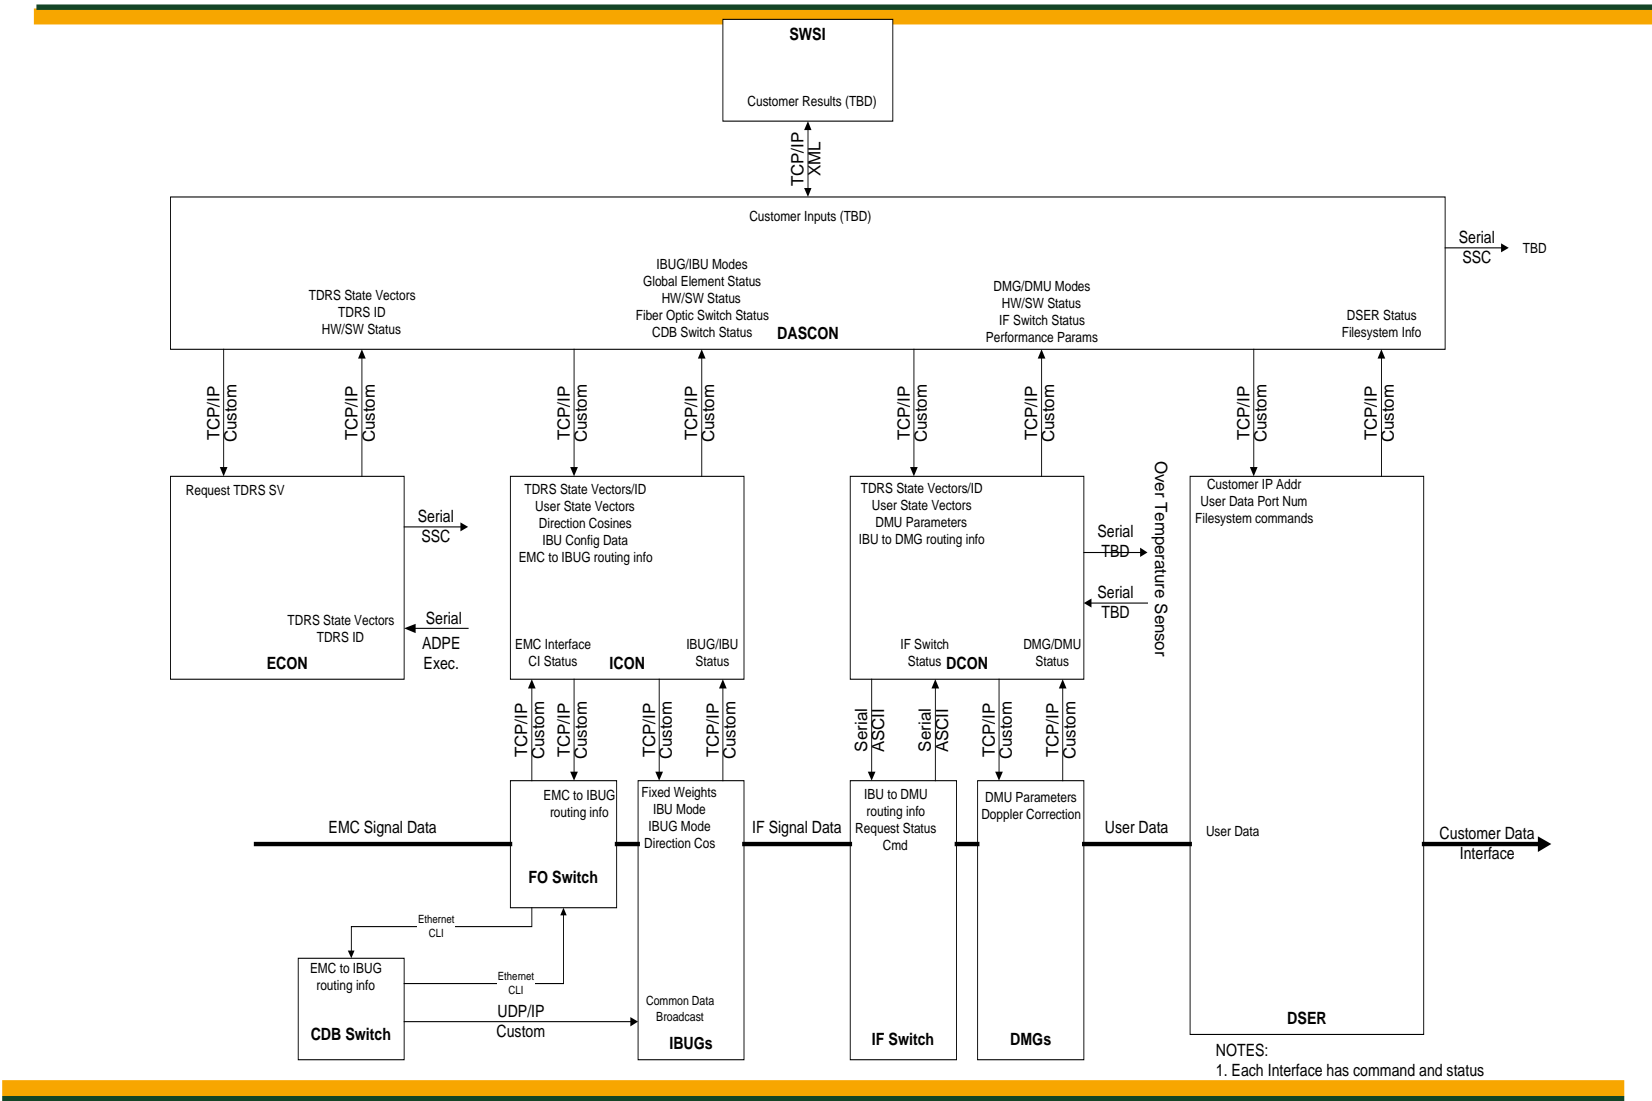 SWSI
Customer Results (TBD)
TCP/IP
XML
Customer Inputs (TBD)
Serial
SSC
TBD
TDRS State Vectors
TDRS ID
HW/SW Status
IBUG/IBU Modes
Global Element Status
HW/SW Status
Fiber Optic Switch Status
CDB Switch Status
DASCON
DMG/DMU Modes
HW/SW Status
IF Switch Status
Performance Params
DSER Status
Filesystem Info
TCP/IP
Custom
TCP/IP
Custom
TCP/IP
Custom
TCP/IP
Custom
TCP/IP
Custom
TCP/IP
Custom
TCP/IP
Custom
TCP/IP
Custom
Request TDRS SV
Serial
SSC
TDRS State Vectors
TDRS ID
Serial
ADPE
Exec.
ECON
TDRS State Vectors/ID
User State Vectors
Direction Cosines
IBU Config Data
EMC to IBUG routing info
EMC Interface
CI Status
ICON
IBUG/IBU
Status
TDRS State Vectors/ID
User State Vectors
DMU Parameters
IBU to DMG routing info
IF Switch
Status
DCON
DMG/DMU
Status
Serial
TBD
Serial
TBD
Over Temperature Sensor
Customer IP Addr
User Data Port Num
Filesystem commands
TCP/IP
Custom
TCP/IP
Custom
TCP/IP
Custom
TCP/IP
Custom
Serial
ASCII
Serial
ASCII
TCP/IP
Custom
TCP/IP
Custom
EMC Signal Data
EMC to IBUG
routing info
FO Switch
Fixed Weights
IBU Mode
IBUG Mode
Direction Cos
IF Signal Data
IBU to DMU
routing info
Request Status
Cmd
DMU Parameters
Doppler Correction
User Data
User Data
Customer Data
Interface
Ethernet
CLI
EMC to IBUG
routing info
CDB Switch
Ethernet
CLI
UDP/IP
Custom
Common Data
Broadcast
IBUGs
IF Switch
DMGs
DSER
NOTES:
1. Each Interface has command and status